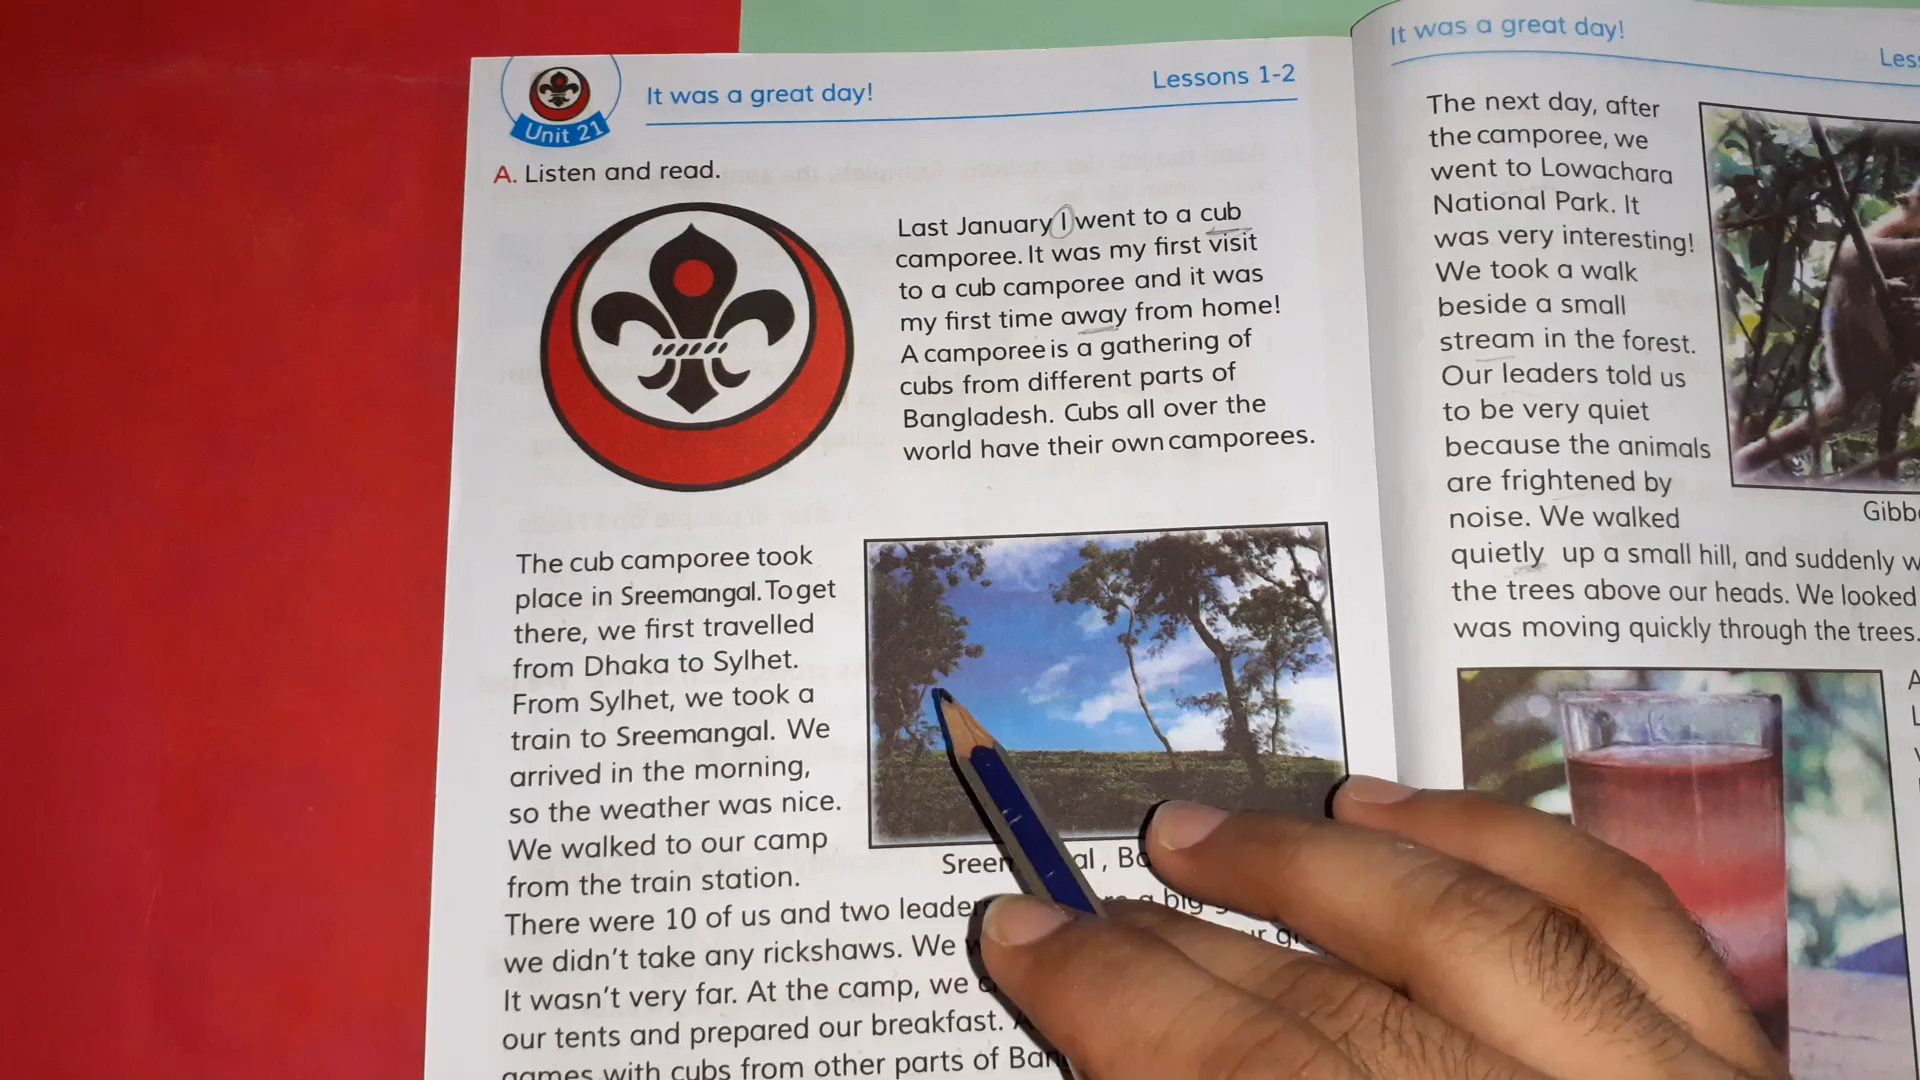 Unit 21
It was a great day!
Lessons 1-2
A. Listen and read.
Last January I went to a cub
camporee. It was my first visit
to a cub camporee and it was
my first time away from home!
A camporee is a gathering of
cubs from different parts of
Bangladesh. Cubs all over the
world have their own camporees.
The cub camporee took
place in Sreemangal. To get
there, we first travelled
from Dhaka to Sylhet.
From Sylhet, we took a
train to Sreemangal. We
arrived in the morning,
so the weather was nice.
We walked to our camp
from the train station.
There were 10 of us and two
we didn't take any rickshaws. We
It wasn't very far. At the camp, we
our tents and prepared our breakfast.
games with cubs from other parts of
It was a great day!
The next day, after
the camporee, we
went to Lowachara
National Park. It
was very interesting!
We took a walk
beside a small
stream in the forest.
Our leaders told us
to be very quiet
because the animals
are frightened by
noise. We walked
quietly up a small hill, and suddenly
the trees above our heads. We looked
was moving quickly through the trees.